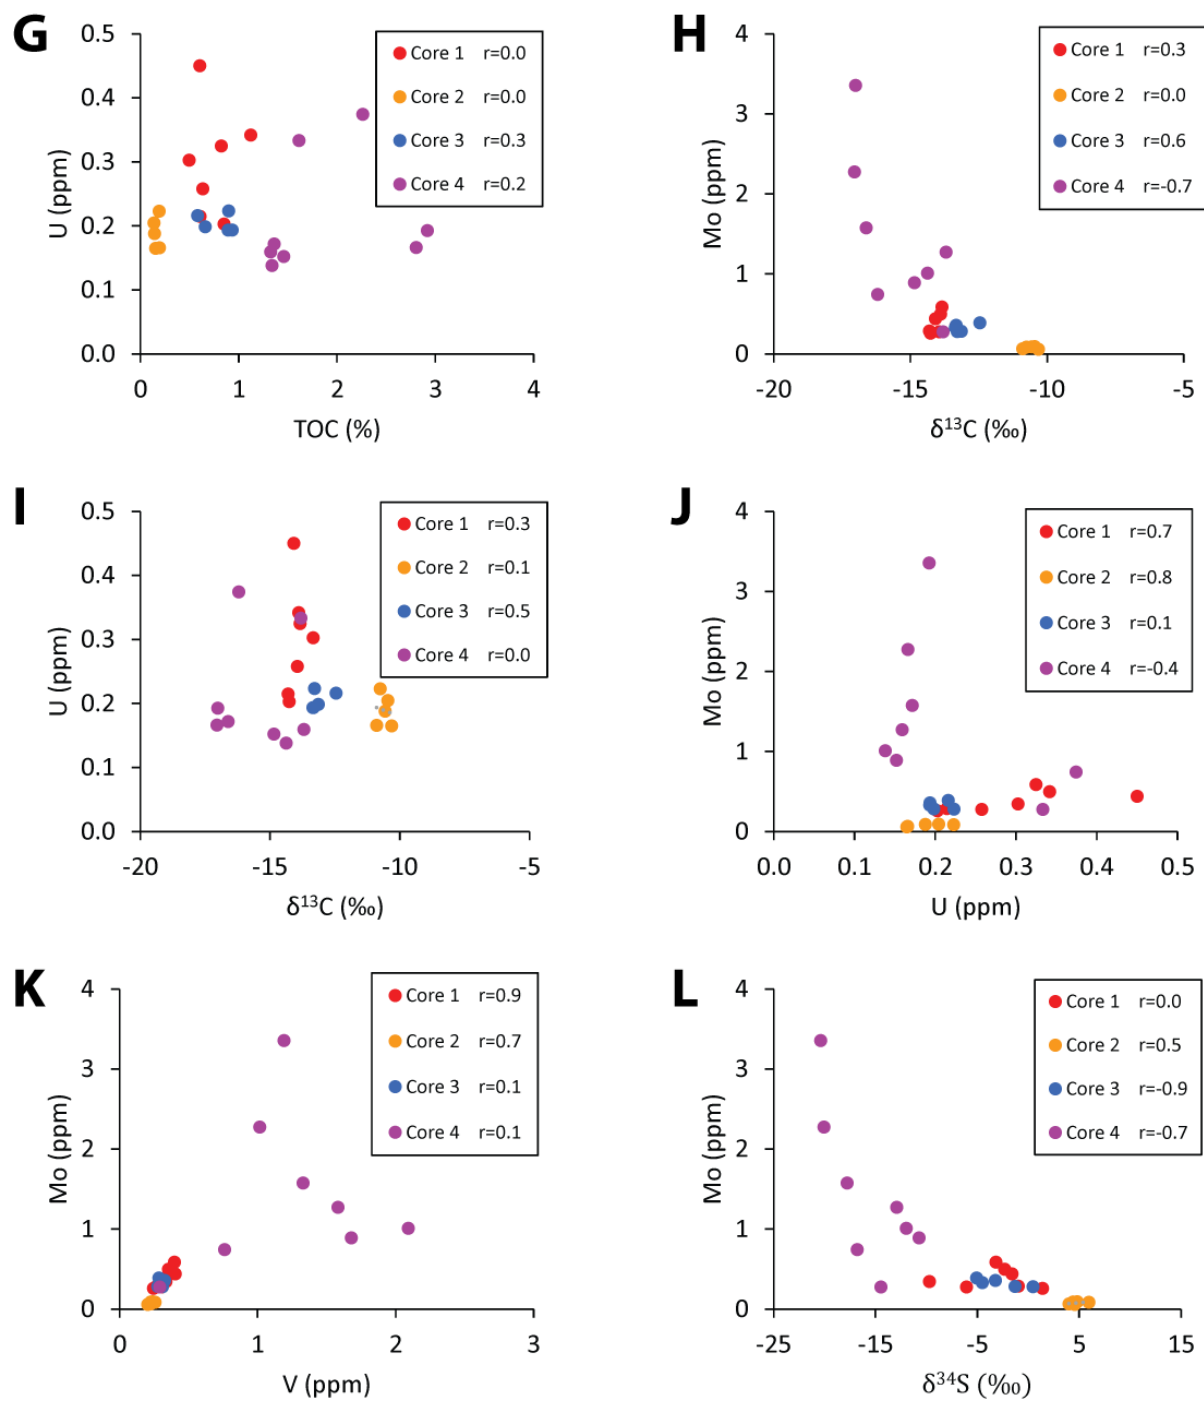 G
0.5
0.4
0.3
0.2
0.1
0.0
U (ppm)
0 1 2 3 4
TOC (%)
Core 1 r=0.0
Core 2 r=0.0
Core 3 r=0.3
Core 4 r=0.2
H
4
3
2
1
0
Mo (ppm)
-20 -15 -10 -5
δ¹³C (‰)
Core 1 r=0.3
Core 2 r=0.0
Core 3 r=0.6
Core 4 r=-0.7
I
0.5
0.4
0.3
0.2
0.1
0.0
U (ppm)
-20 -15 -10 -5
δ¹³C (‰)
Core 1 r=0.3
Core 2 r=0.1
Core 3 r=0.5
Core 4 r=0.0
J
4
3
2
1
0
Mo (ppm)
0.0 0.1 0.2 0.3 0.4 0.5
U (ppm)
Core 1 r=0.7
Core 2 r=0.8
Core 3 r=0.1
Core 4 r=-0.4
K
4
3
2
1
0
Mo (ppm)
0 1 2 3
V (ppm)
Core 1 r=0.9
Core 2 r=0.7
Core 3 r=0.1
Core 4 r=0.1
L
4
3
2
1
0
Mo (ppm)
-25 -15 -5 5 15
δ³⁴S (‰)
Core 1 r=0.0
Core 2 r=0.5
Core 3 r=-0.9
Core 4 r=-0.7